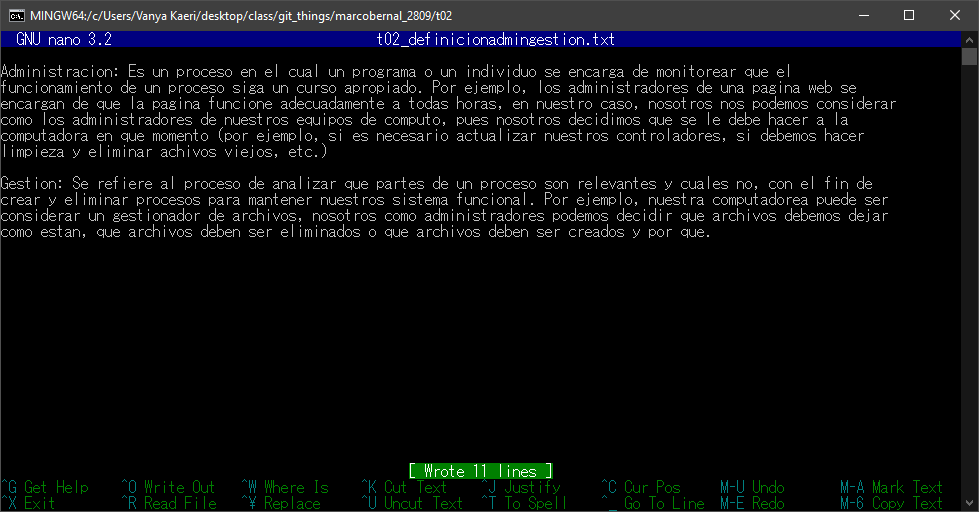 MINGW64:/c/Users/Vanya Kaeri/desktop/class/git_things/marcobernal_2809/t02
GNU nano 3.2 t02_definicionadmingestion.txt
Administracion: Es un proceso en el cual un programa o un individuo se encarga de monitorear que el
funcionamiento de un proceso siga un curso apropiado. Por ejemplo, los administradores de una pagina web se
encargan de que la pagina funcione adecuadamente a todas horas, en nuestro caso, nosotros nos podemos considerar
como los administradores de nuestros equipos de computo, pues nosotros decidimos que se le debe hacer a la
computadora en que momento (por ejemplo, si es necesario actualizar nuestros controladores, si debemos hacer
limpieza y eliminar achivos viejos, etc.)
Gestion: Se refiere al proceso de analizar que partes de un proceso son relevantes y cuales no, con el fin de
crear y eliminar procesos para mantener nuestros sistema funcional. Por ejemplo, nuestra computadorea puede ser
considerar un gestionador de archivos, nosotros como administradores podemos decidir que archivos debemos dejar
como estan, que archivos deben ser eliminados o que archivos deben ser creados y por que.
[ Wrote 11 lines ]
^G Get Help ^O Write Out ^W Where Is ^K Cut Text ^J Justify ^C Cur Pos M-U Undo M-A Mark Text
^X Exit ^R Read File ^¥ Replace ^U Uncut Text ^T To Spell ^_ Go To Line M-E Redo M-6 Copy Text